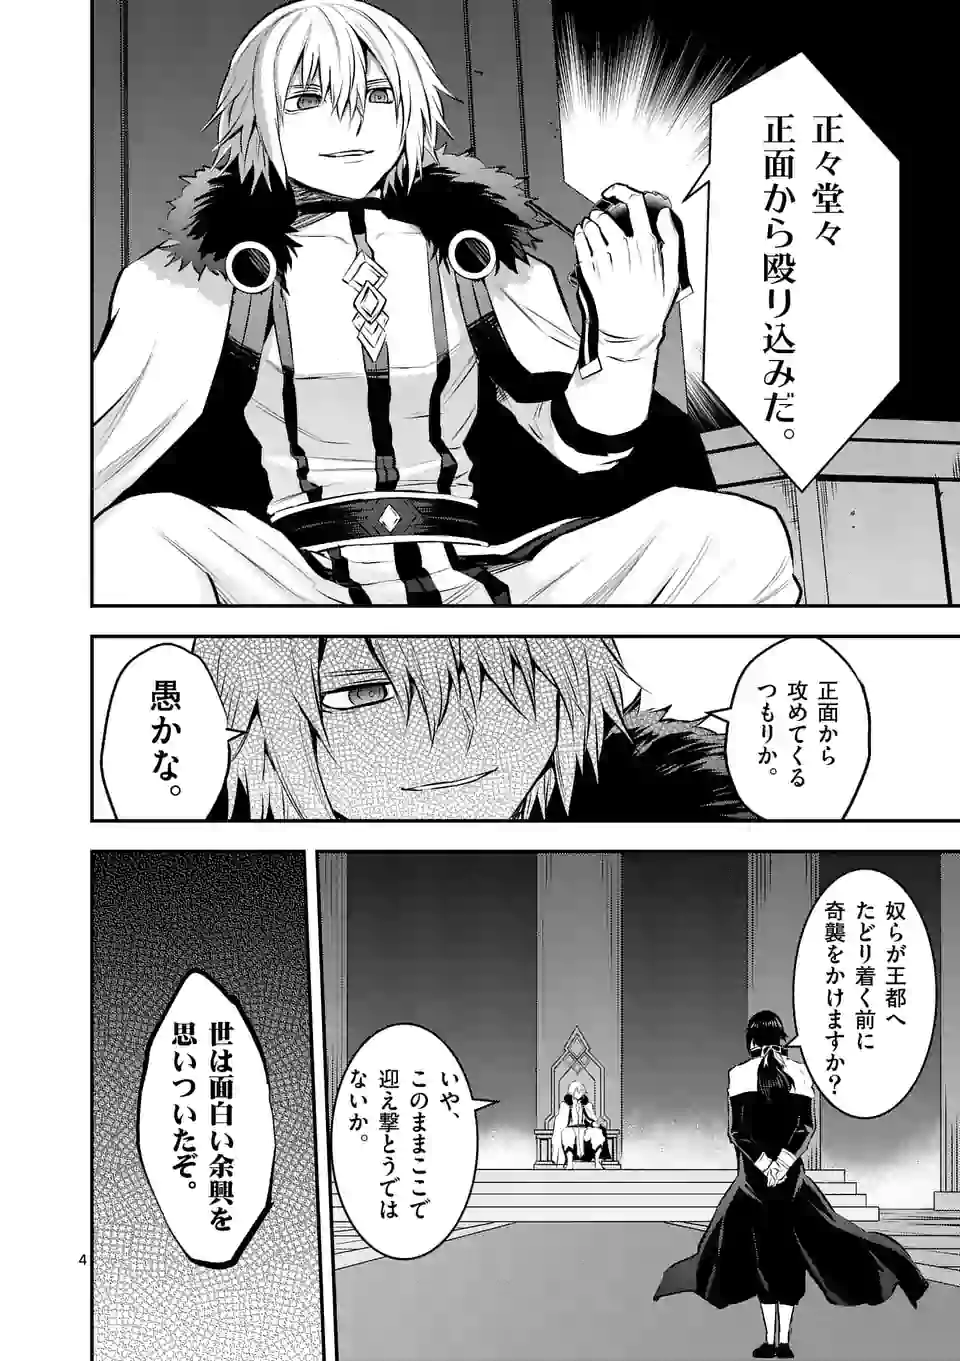 正々堂々
正面から殴り込みだ。
正面から
攻めてくる
つもりか。
愚かな。
奴らが王都へ
たどり着く前に
奇襲をかけますか?
いや、
このままここで
迎え撃とうでは
ないか。
世は面白い余興を
思いついたぞ。
4